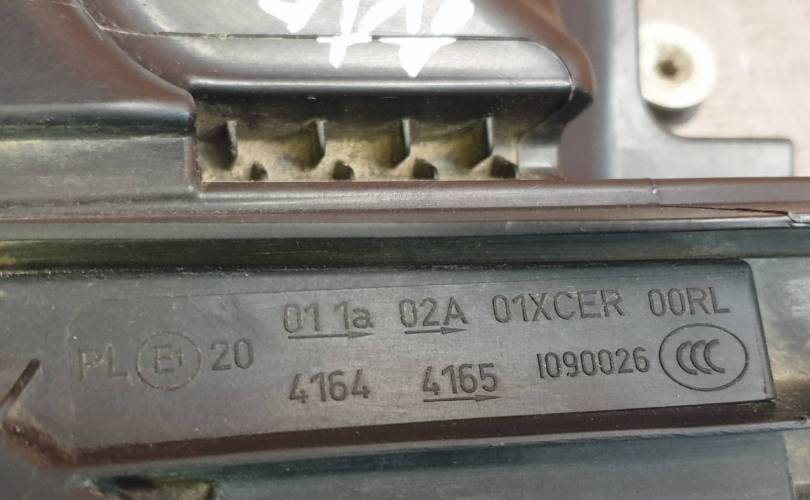 01 1a 02A 01XCER 00RL
PL E1 20
4164 4165 I090026 CCC